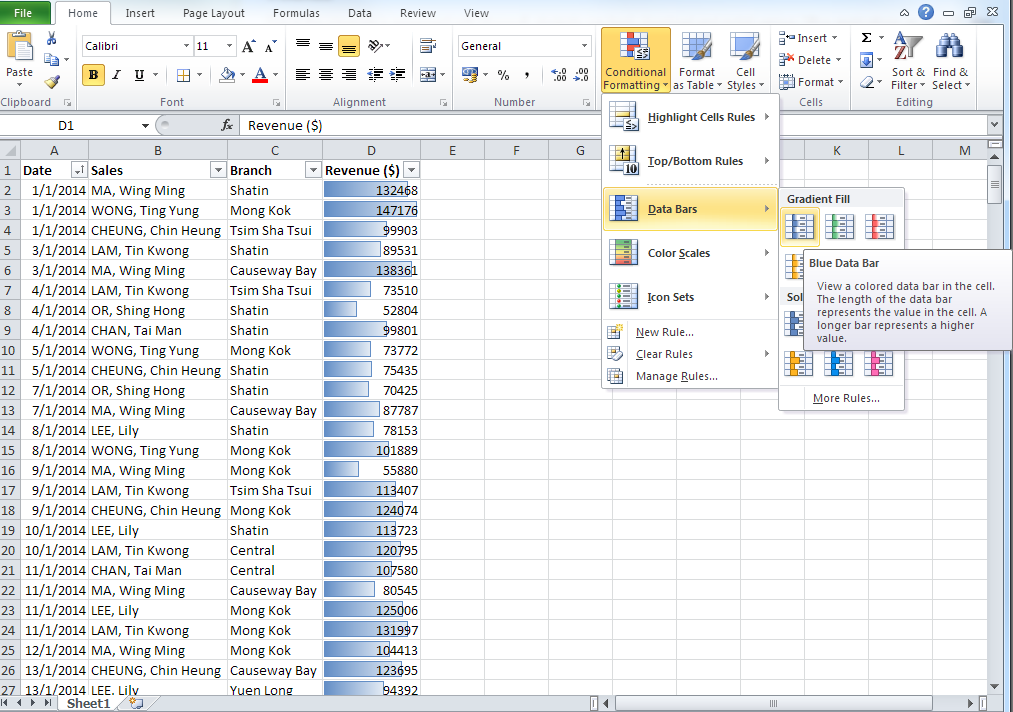 File Home Insert Page Layout Formulas Data Review View
Calibri 11 General Insert
Delete
Paste Conditional Formatting Format as Table Cell Styles Format Sort & Filter Find & Select
Clipboard Font Alignment Number Cells Editing
D1 fx Revenue ($)
A B C D E F G K L M
1 Date Sales Branch Revenue ($)
2 1/1/2014 MA, Wing Ming Shatin 132468
3 1/1/2014 WONG, Ting Yung Mong Kok 147176
4 1/1/2014 CHEUNG, Chin Heung Tsim Sha Tsui 99903
5 3/1/2014 LAM, Tin Kwong Shatin 89531
6 3/1/2014 MA, Wing Ming Causeway Bay 138361
7 4/1/2014 LAM, Tin Kwong Tsim Sha Tsui 73510
8 4/1/2014 OR, Shing Hong Shatin 52804
9 4/1/2014 CHAN, Tai Man Shatin 99801
10 5/1/2014 WONG, Ting Yung Mong Kok 73772
11 5/1/2014 CHEUNG, Chin Heung Shatin 75435
12 7/1/2014 OR, Shing Hong Shatin 70425
13 7/1/2014 MA, Wing Ming Causeway Bay 87787
14 8/1/2014 LEE, Lily Shatin 78153
15 8/1/2014 WONG, Ting Yung Mong Kok 101889
16 9/1/2014 MA, Wing Ming Mong Kok 55880
17 9/1/2014 LAM, Tin Kwong Tsim Sha Tsui 113407
18 9/1/2014 CHEUNG, Chin Heung Mong Kok 124074
19 10/1/2014 LEE, Lily Shatin 113723
20 10/1/2014 LAM, Tin Kwong Central 120795
21 11/1/2014 CHAN, Tai Man Central 107580
22 11/1/2014 MA, Wing Ming Causeway Bay 80545
23 11/1/2014 LEE, Lily Mong Kok 125006
24 11/1/2014 LAM, Tin Kwong Mong Kok 131997
25 12/1/2014 MA, Wing Ming Mong Kok 104413
26 13/1/2014 CHEUNG, Chin Heung Causeway Bay 123695
27 13/1/2014 LEE, Lily Yuen Long 94392
Sheet1
Highlight Cells Rules
Top/Bottom Rules
Data Bars
Color Scales
Icon Sets
New Rule...
Clear Rules
Manage Rules...
Gradient Fill
Sol
More Rules...
Blue Data Bar
View a colored data bar in the cell.
The length of the data bar
represents the value in the cell. A
longer bar represents a higher
value.